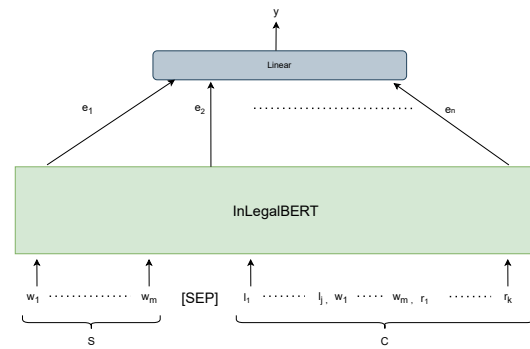 y
Linear
e₁ e₂ ........................ eₙ
InLegalBERT
w₁ ............... wₘ [SEP] l₁ ......... lⱼ , w₁ ...... wₘ , r₁ ......... rₖ
S C